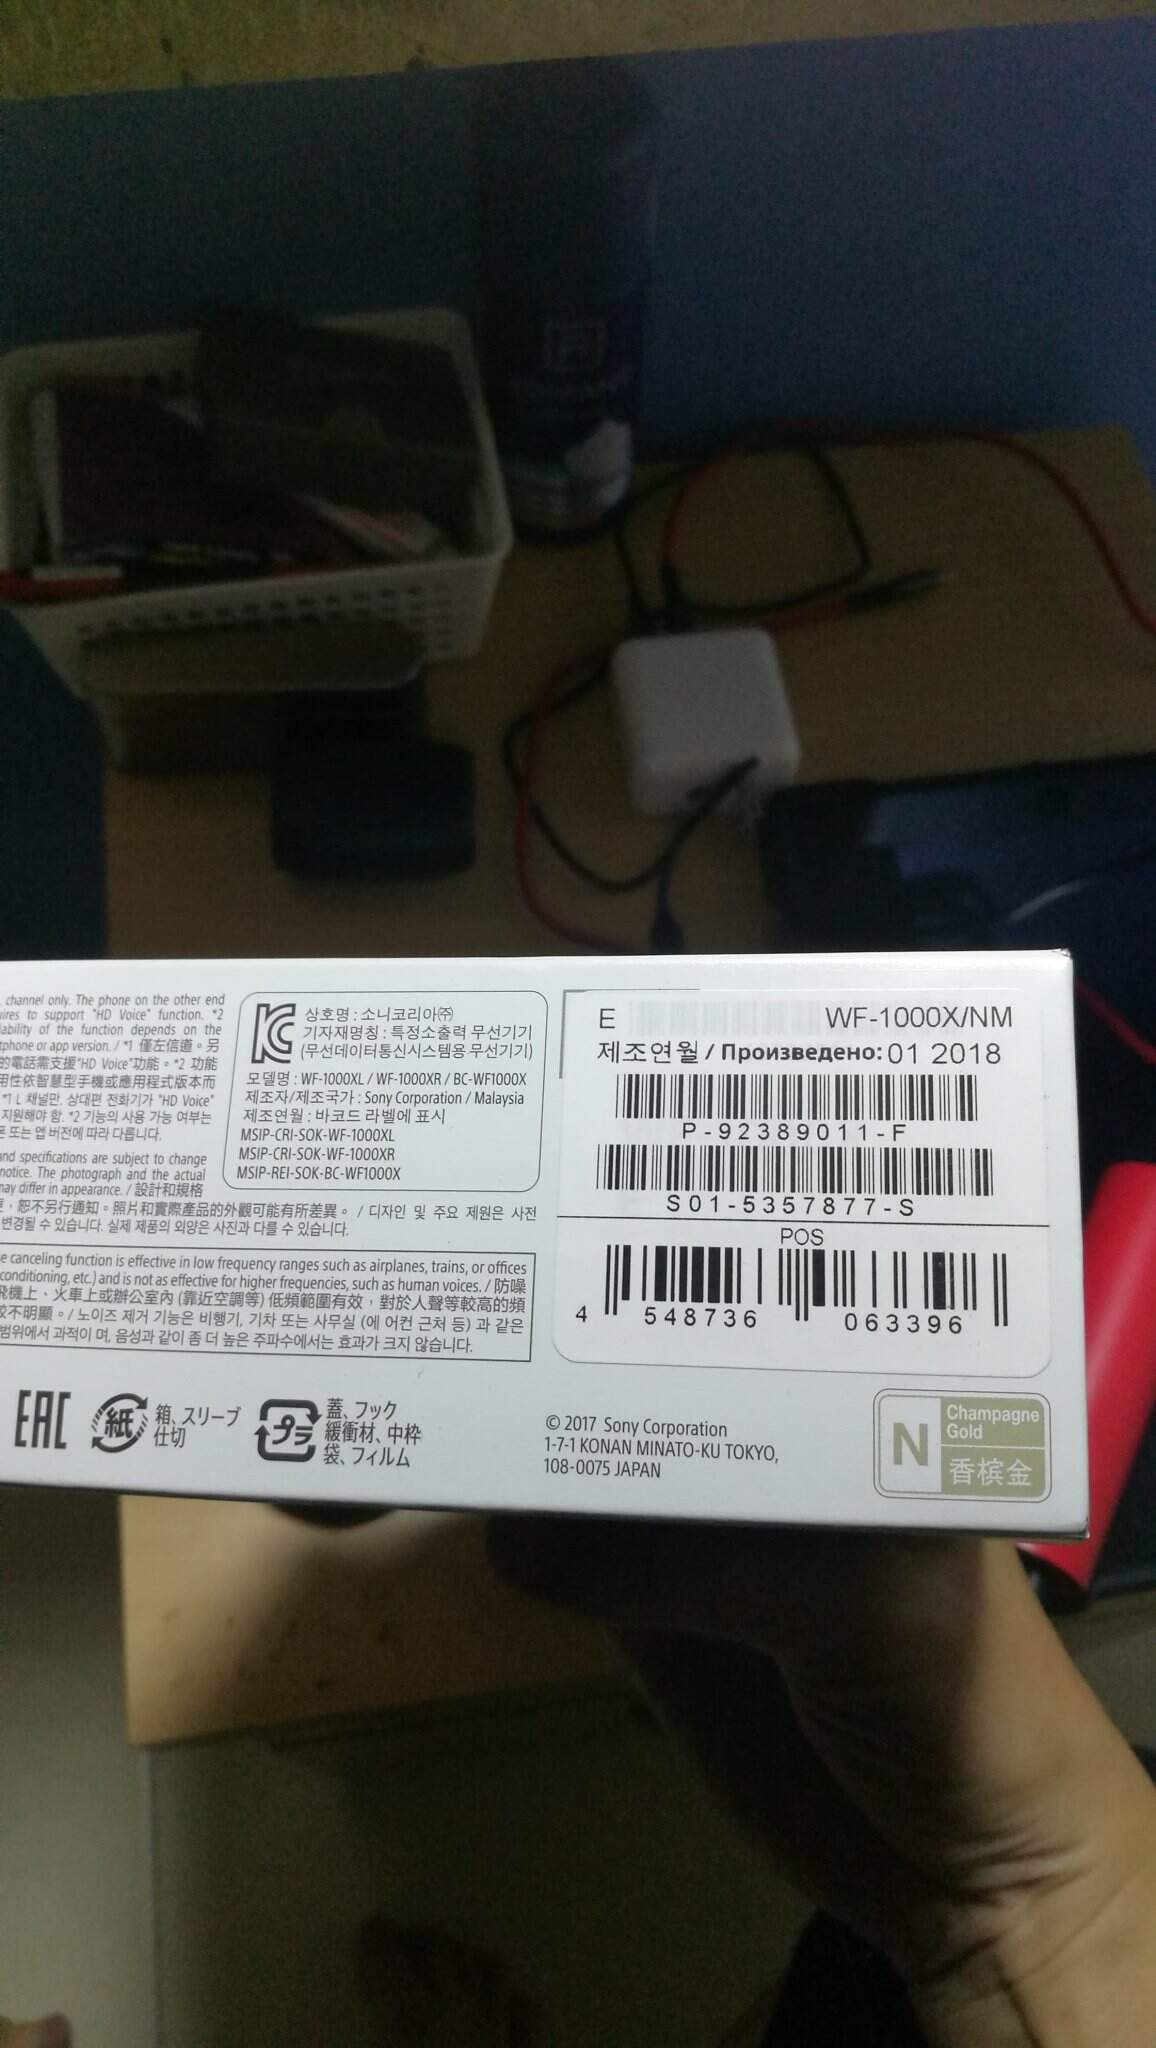 channel only. The phone on the other end
ires to support "HD Voice" function. *2
lability of the function depends on the
tphone or app version. / *1 僅左信道。另
的電話需支援"HD Voice"功能。*2 功能
用性依智慧型手機或應用程式版本而
*1 L 채널만. 상대편 전화기가 "HD Voice"
지원해야 함. *2 기능의 사용 가능 여부는
폰 또는 앱 버전에 따라 다릅니다.
and specifications are subject to change
notice. The photograph and the actual
may differ in appearance. / 設計和規格
更，恕不另行通知。照片和實際產品的外觀可能有所差異。 / 디자인 및 주요 제원은 사전
변경될 수 있습니다. 실제 제품의 외양은 사진과 다를 수 있습니다.
e canceling function is effective in low frequency ranges such as airplanes, trains, or offices
conditioning, etc.) and is not as effective for higher frequencies, such as human voices. / 防噪
飛機上、火車上或辦公室內 (靠近空調等) 低頻範圍有效，對於人聲等較高的頻
較不明顯。/ 노이즈 제거 기능은 비행기, 기차 또는 사무실 (에 어컨 근처 등) 과 같은
범위에서 과적이 며, 음성과 같이 좀 더 높은 주파수에서는 효과가 크지 않습니다.
상호명 : 소니코리아㈜
기자재명칭 : 특정소출력 무선기기
(무선데이터통신시스템용 무선기기)
모델명 : WF-1000XL / WF-1000XR / BC-WF1000X
제조자/제조국가 : Sony Corporation / Malaysia
제조연월 : 바코드 라벨에 표시
MSIP-CRI-SOK-WF-1000XL
MSIP-CRI-SOK-WF-1000XR
MSIP-REI-SOK-BC-WF1000X
E WF-1000X/NM
제조연월 / Произведено: 01 2018
P-92389011-F
S01-5357877-S
POS
4 548736 063396
EAC
紙
箱、スリーブ
仕切
プラ
蓋、フック
緩衝材、中枠
袋、フィルム
© 2017 Sony Corporation
1-7-1 KONAN MINATO-KU TOKYO,
108-0075 JAPAN
N
Champagne
Gold
香槟金